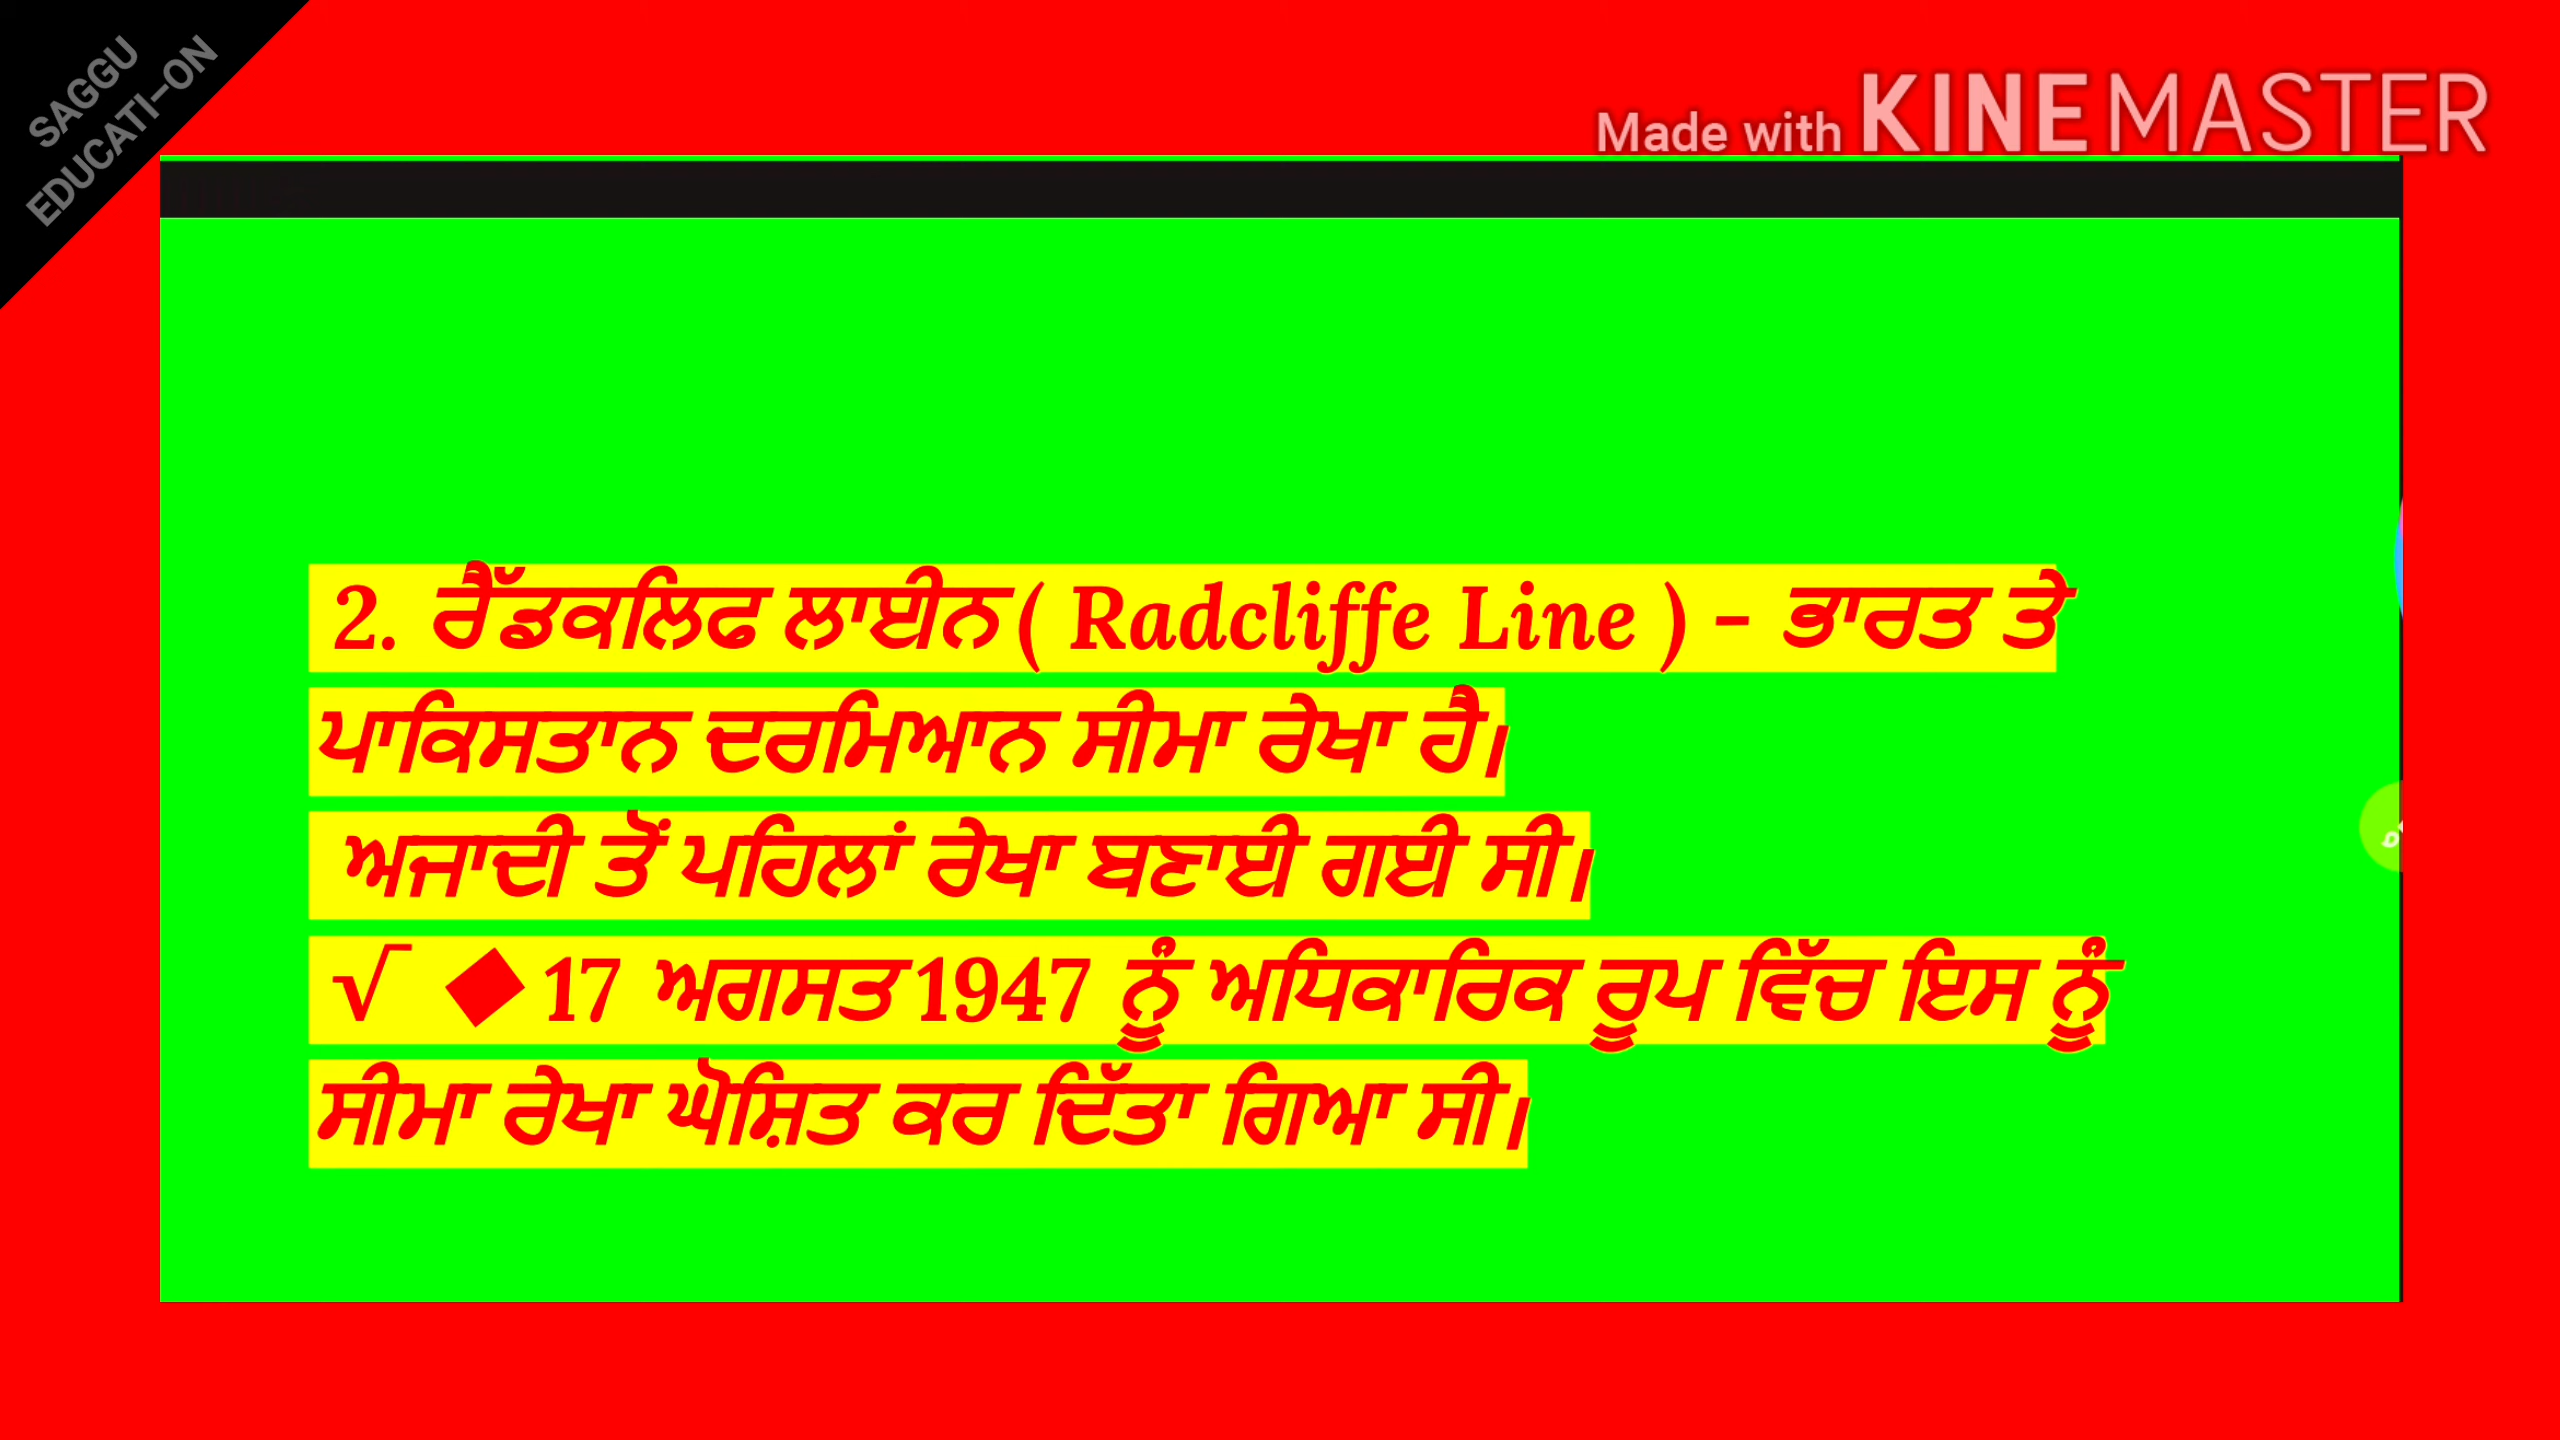 SAGGU
EDUCATI-ON
Made with KINEMASTER
2. ਰੈੱਡਕਲਿਫ ਲਾਈਨ ( Radcliffe Line ) - ਭਾਰਤ ਤੇ
ਪਾਕਿਸਤਾਨ ਦਰਮਿਆਨ ਸੀਮਾ ਰੇਖਾ ਹੈ।
ਅਜਾਦੀ ਤੋਂ ਪਹਿਲਾਂ ਰੇਖਾ ਬਣਾਈ ਗਈ ਸੀ।
√ ◆ 17 ਅਗਸਤ 1947 ਨੂੰ ਅਧਿਕਾਰਿਕ ਰੂਪ ਵਿੱਚ ਇਸ ਨੂੰ
ਸੀਮਾ ਰੇਖਾ ਘੋਸ਼ਿਤ ਕਰ ਦਿੱਤਾ ਗਿਆ ਸੀ।